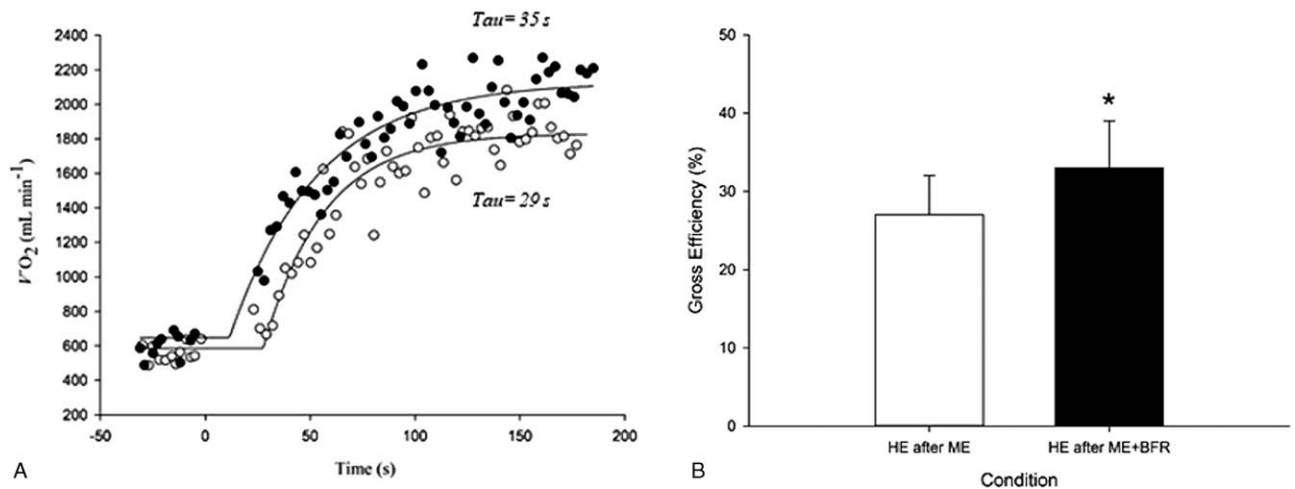 Tau= 35 s
2400
2200
2000
1800
1600
1400
1200
1000
800
600
400
200
V'O2 (mL min-1)
Tau= 29 s
-50 0 50 100 150 200
Time (s)
A
50
40
30
20
10
0
Gross Efficiency (%)
*
HE after ME HE after ME+BFR
Condition
B